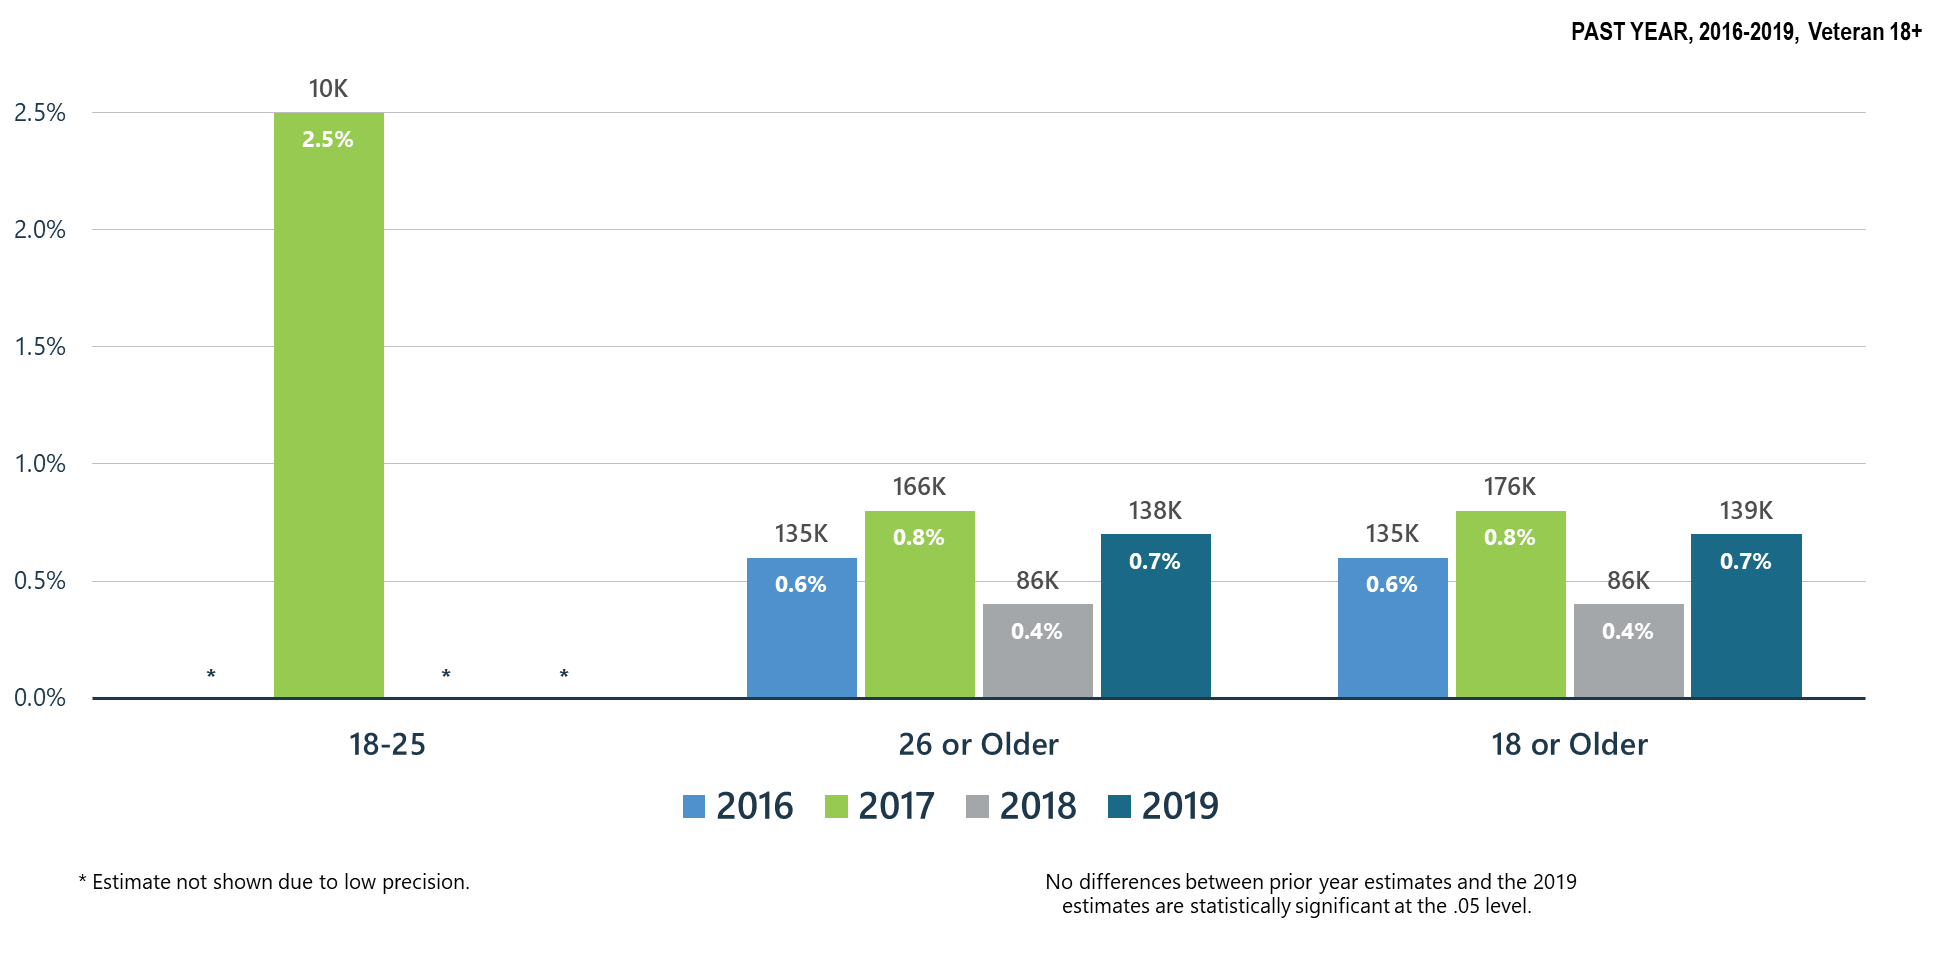 PAST YEAR, 2016-2019, Veteran 18+
10K
2.5%
2.5%
2.0%
1.5%
1.0%
166K
176K
138K
139K
135K
0.8%
135K
0.8%
0.7%
0.7%
0.5%
0.6%
86K
0.6%
86K
0.4%
0.4%
* * *
0.0%
18-25 26 or Older 18 or Older
2016 2017 2018 2019
* Estimate not shown due to low precision.
No differences between prior year estimates and the 2019
estimates are statistically significant at the .05 level.